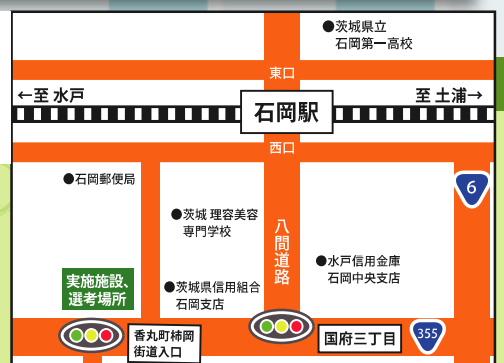 ●茨城県立
石岡第一高校
東口
←至 水戸
至 土浦→
石岡駅
西口
●石岡郵便局
6
●茨城 理容美容
専門学校
八間道路
●水戸信用金庫
石岡中央支店
実施施設、
選考場所
●茨城県信用組合
石岡支店
香丸町柿岡
街道入口
国府三丁目
355